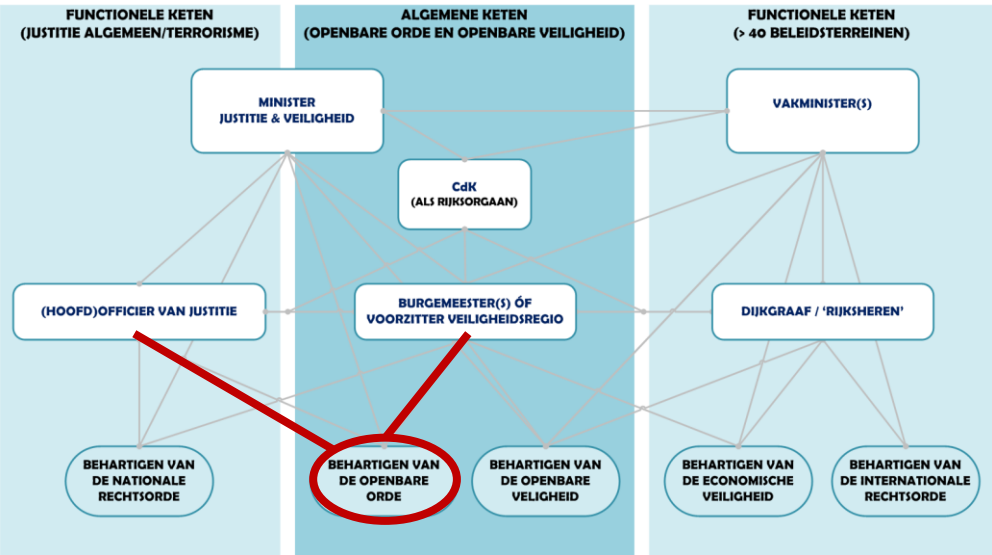 FUNCTIONELE KETEN
(JUSTITIE ALGEMEEN/TERRORISME)
ALGEMENE KETEN
(OPENBARE ORDE EN OPENBARE VEILIGHEID)
FUNCTIONELE KETEN
(> 40 BELEIDSTERREINEN)
MINISTER
JUSTITIE & VEILIGHEID
VAKMINISTER(S)
CdK
(ALS RIJKSORGAAN)
(HOOFD)OFFICIER VAN JUSTITIE
BURGEMEESTER(S) ÓF
VOORZITTER VEILIGHEIDSREGIO
DIJKGRAAF / ‘RIJKSHEREN’
BEHARTIGEN VAN
DE NATIONALE
RECHTSORDE
BEHARTIGEN VAN
DE OPENBARE
ORDE
BEHARTIGEN VAN
DE OPENBARE
VELIGHEID
BEHARTIGEN VAN
DE ECONOMISCHE
VEILIGHEID
BEHARTIGEN VAN
DE INTERNATIONALE
RECHTSORDE